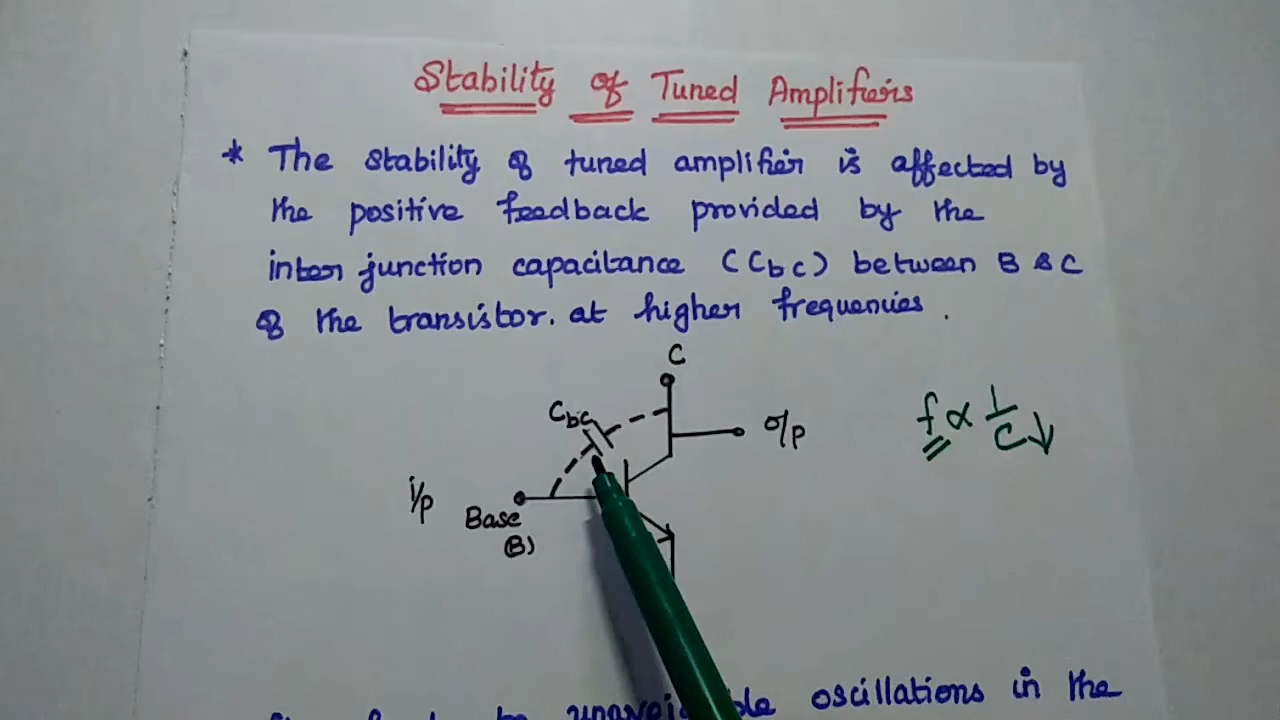 Stability of Tuned Amplifiers
* The stability of tuned amplifier is affected by
the positive feedback provided by the
inter junction capacitance (Cbc) between B & C
of the transistor. at higher frequencies.
C
Cbc
o/p
f ∝ 1/C ↓
i/p
Base
(B)
oscillations in the